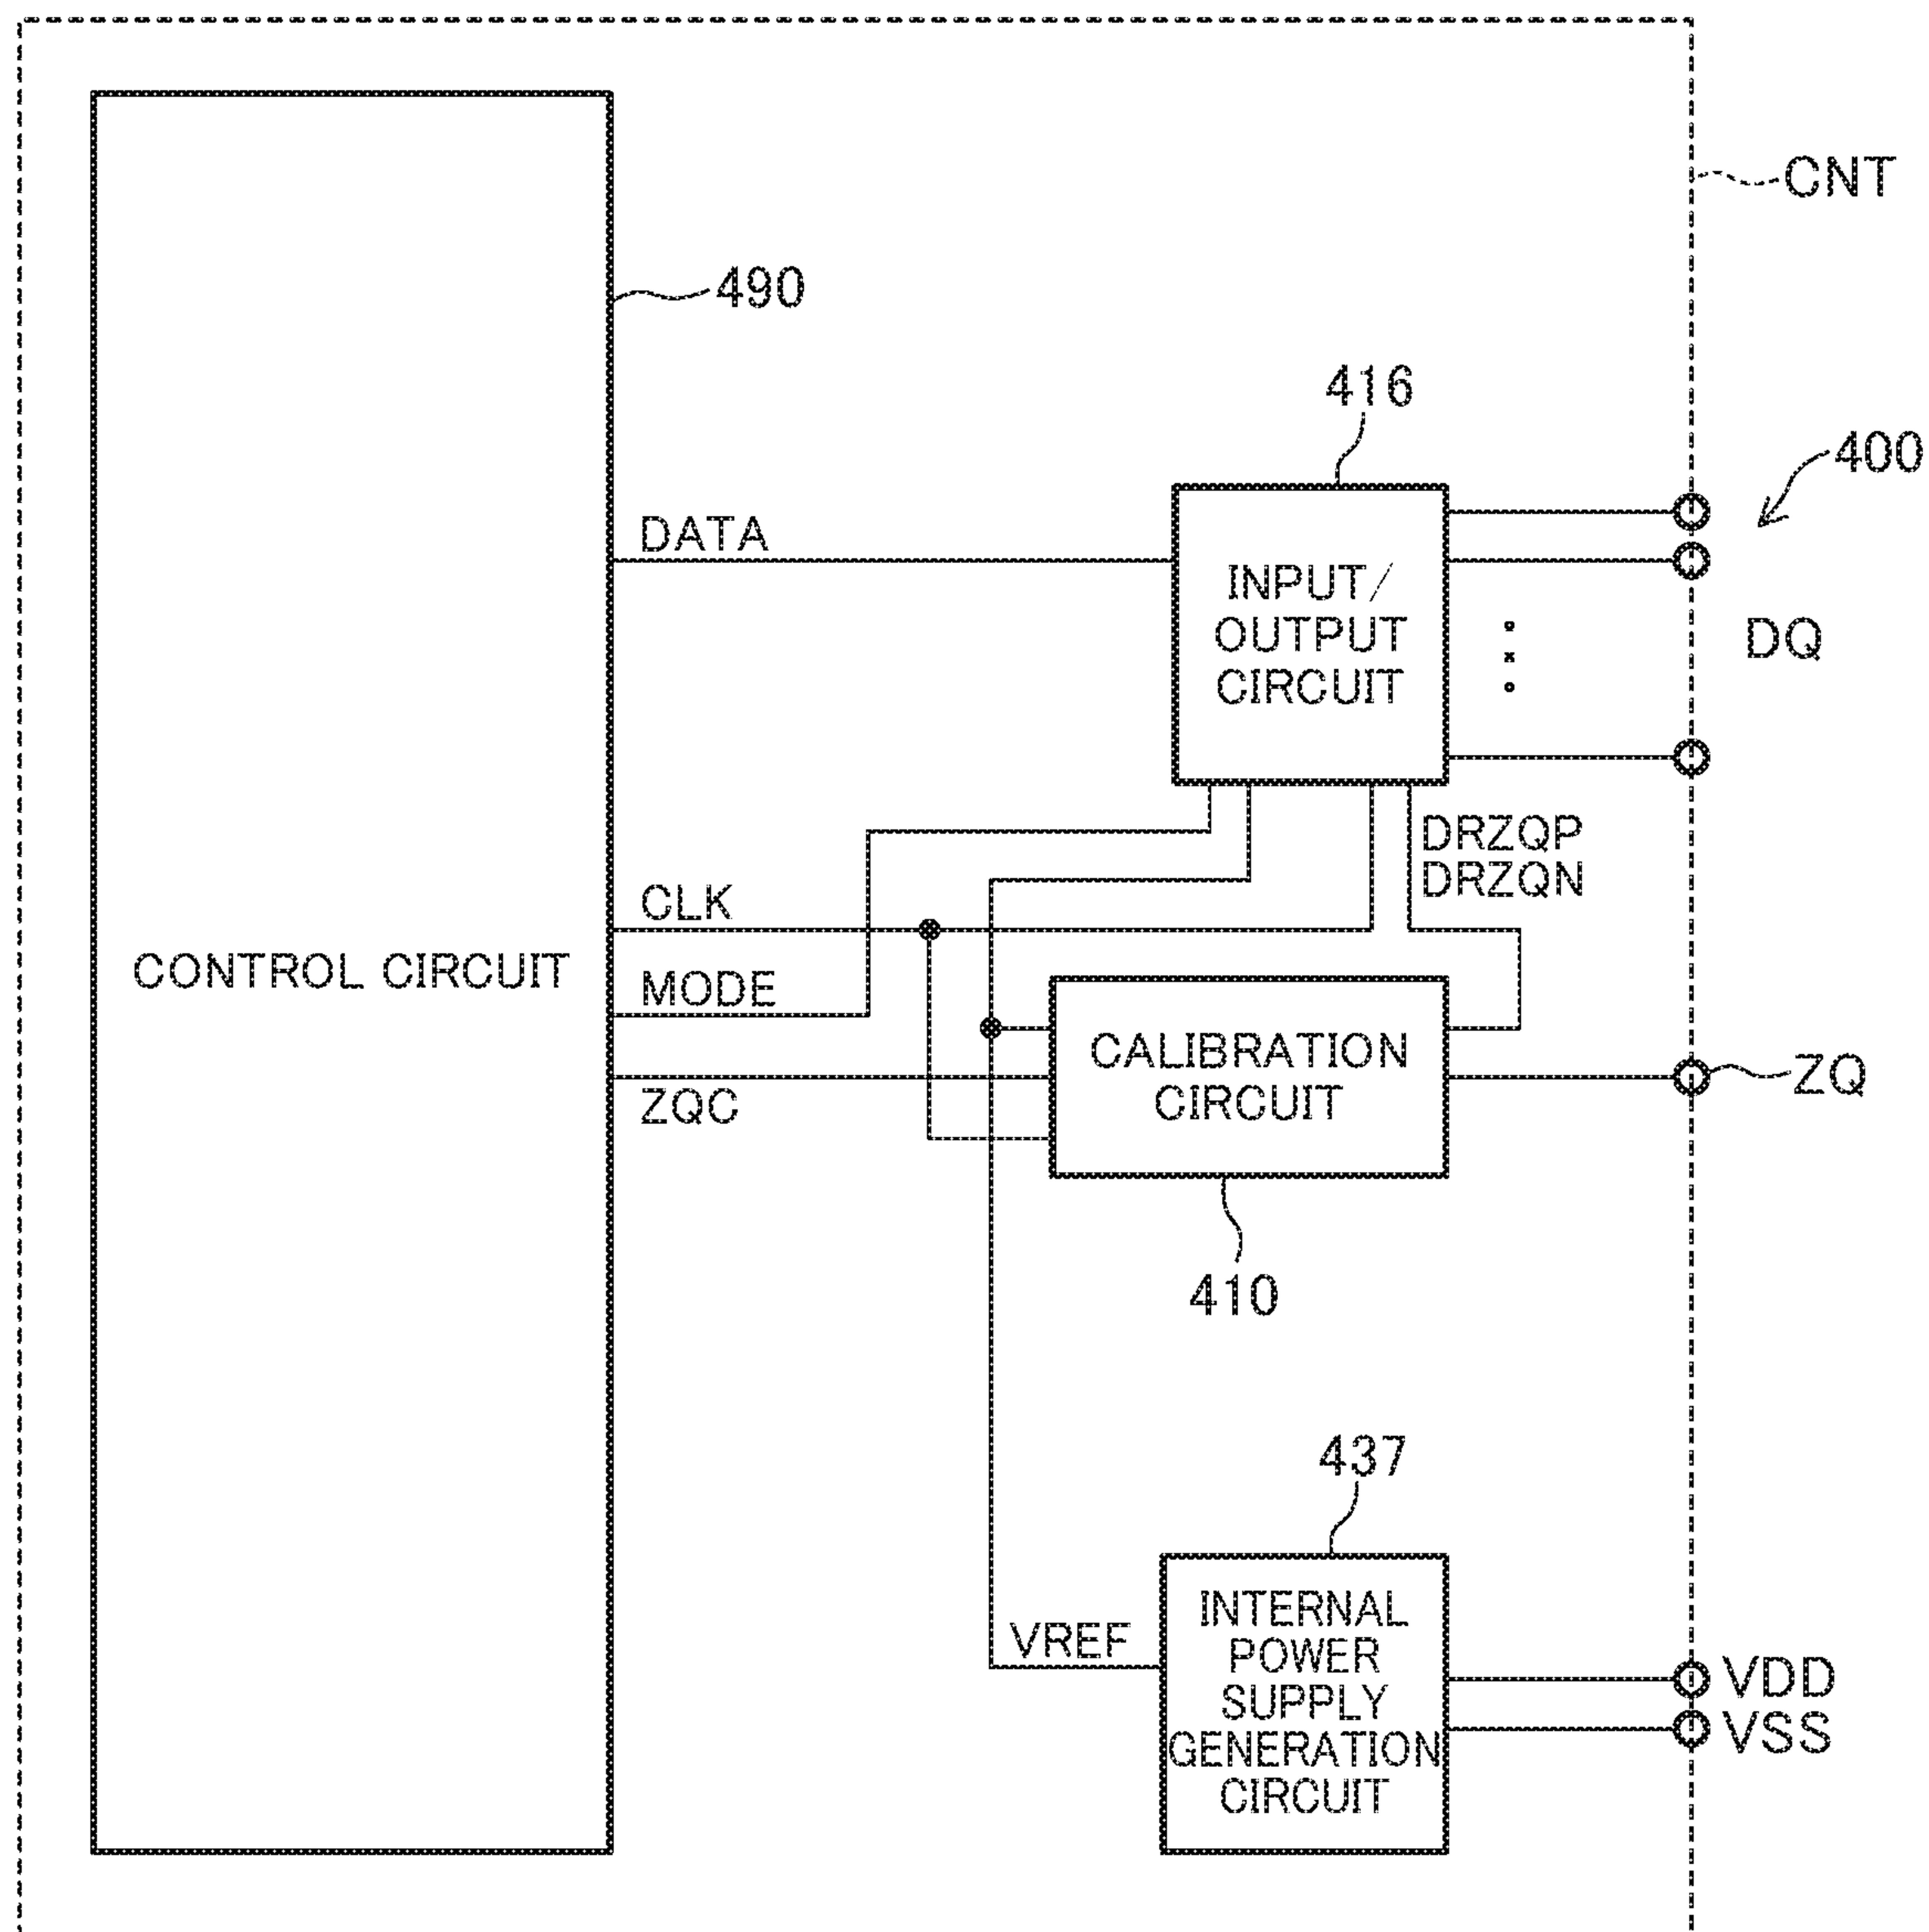 CNT
490
416
400
DATA
INPUT/
OUTPUT
CIRCUIT
DQ
DRZQP
DRZQN
CLK
CONTROL CIRCUIT
MODE
CALIBRATION
CIRCUIT
ZQ
ZQC
410
437
INTERNAL
POWER
SUPPLY
GENERATION
CIRCUIT
VREF
VDD
VSS